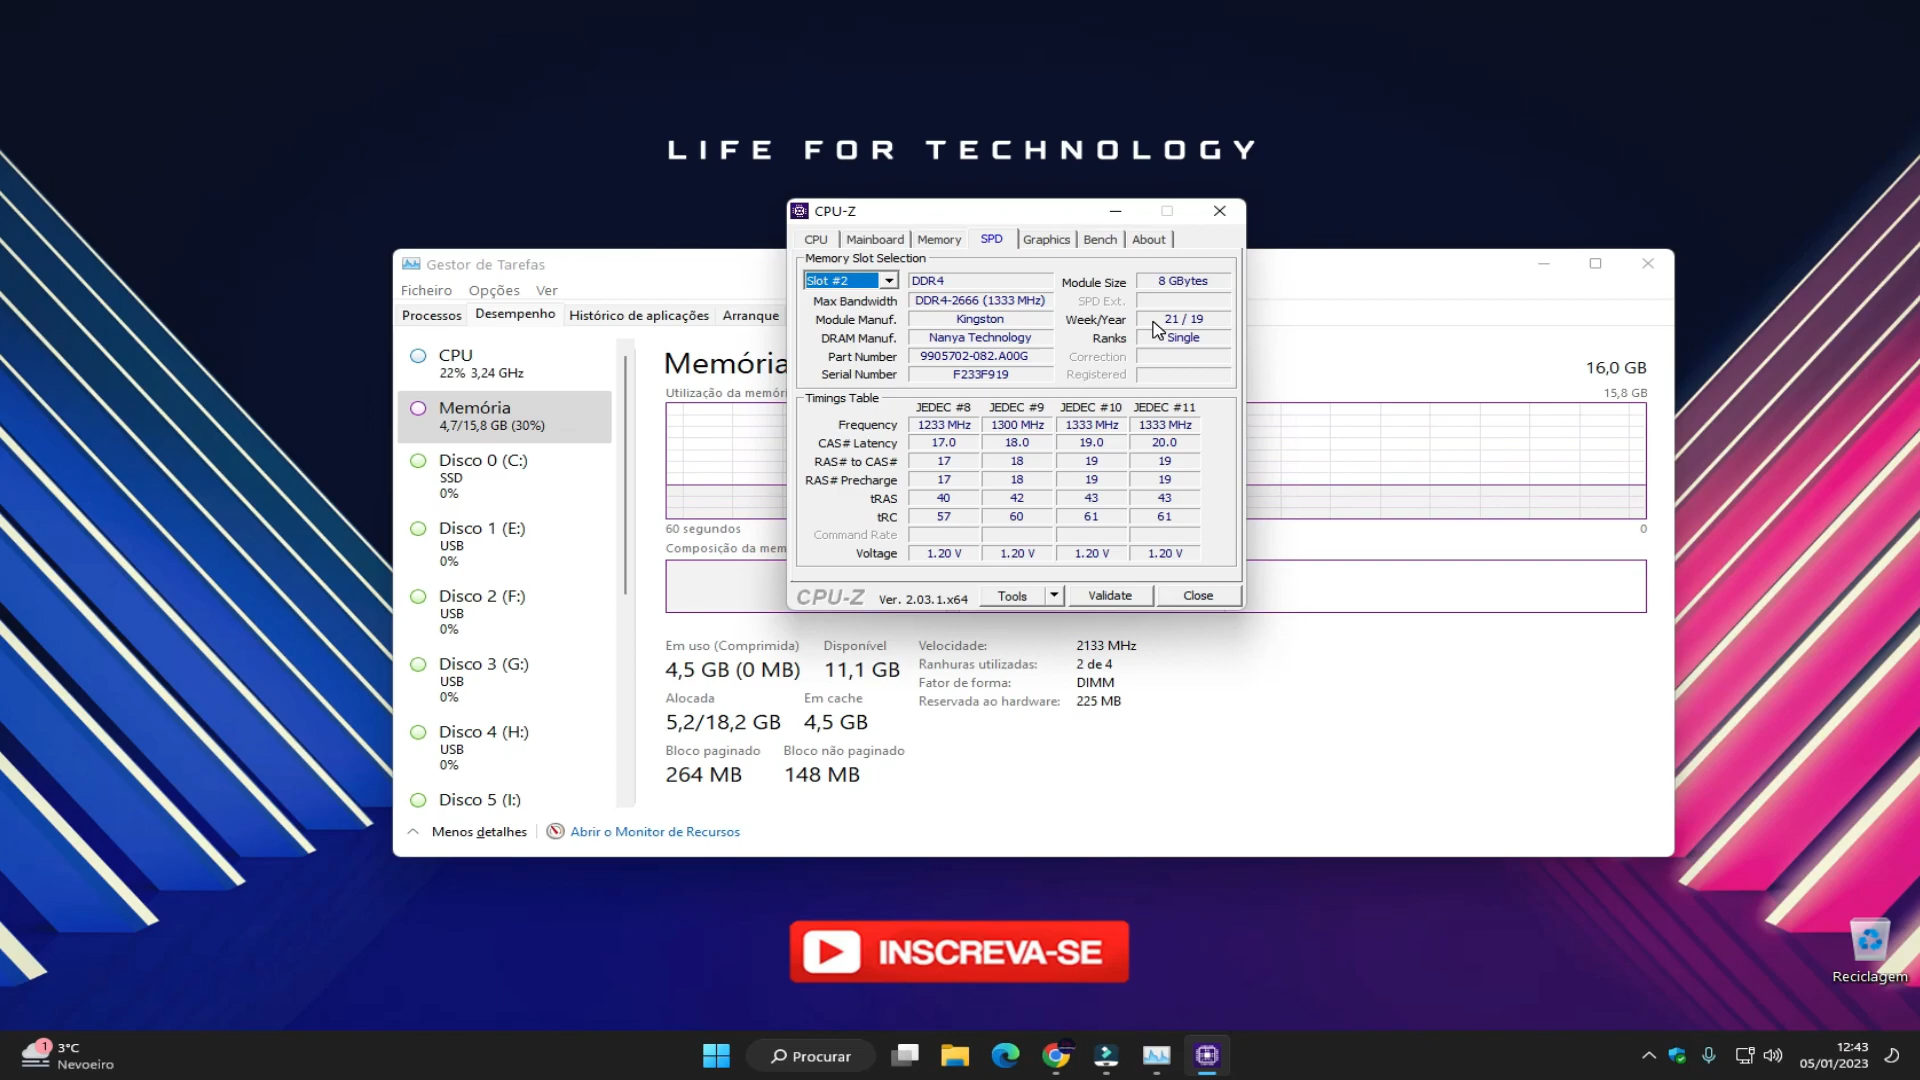 LIFE FOR TECHNOLOGY
CPU-Z
CPU Mainboard Memory SPD Graphics Bench About
Memory Slot Selection
Slot #2 DDR4 Module Size 8 GBytes
Max Bandwidth DDR4-2666 (1333 MHz) SPD Ext.
Module Manuf. Kingston Week/Year 21 / 19
DRAM Manuf. Nanya Technology Ranks Single
Part Number 9905702-082.A00G Correction
Serial Number F233F919 Registered
Timings Table
JEDEC #8 JEDEC #9 JEDEC #10 JEDEC #11
Frequency 1233 MHz 1300 MHz 1333 MHz 1333 MHz
CAS# Latency 17.0 18.0 19.0 20.0
RAS# to CAS# 17 18 19 19
RAS# Precharge 17 18 19 19
tRAS 40 42 43 43
tRC 57 60 61 61
Command Rate
Voltage 1.20 V 1.20 V 1.20 V 1.20 V
CPU-Z Ver. 2.03.1.x64 Tools Validate Close
Gestor de Tarefas
Ficheiro Opções Ver
Processos Desempenho Histórico de aplicações Arranque
CPU
22% 3,24 GHz
Memória
4,7/15,8 GB (30%)
Disco 0 (C:)
SSD
0%
Disco 1 (E:)
USB
0%
Disco 2 (F:)
USB
0%
Disco 3 (G:)
USB
0%
Disco 4 (H:)
USB
0%
Disco 5 (I:)
Memória 16,0 GB
Utilização da memóri 15,8 GB
60 segundos 0
Composição da mem
Em uso (Comprimida) Disponível
4,5 GB (0 MB) 11,1 GB
Alocada Em cache
5,2/18,2 GB 4,5 GB
Bloco paginado Bloco não paginado
264 MB 148 MB
Velocidade: 2133 MHz
Ranhuras utilizadas: 2 de 4
Fator de forma: DIMM
Reservada ao hardware: 225 MB
Menos detalhes Abrir o Monitor de Recursos
INSCREVA-SE
Reciclagem
1
3°C
Nevoeiro
Procurar
12:43
05/01/2023